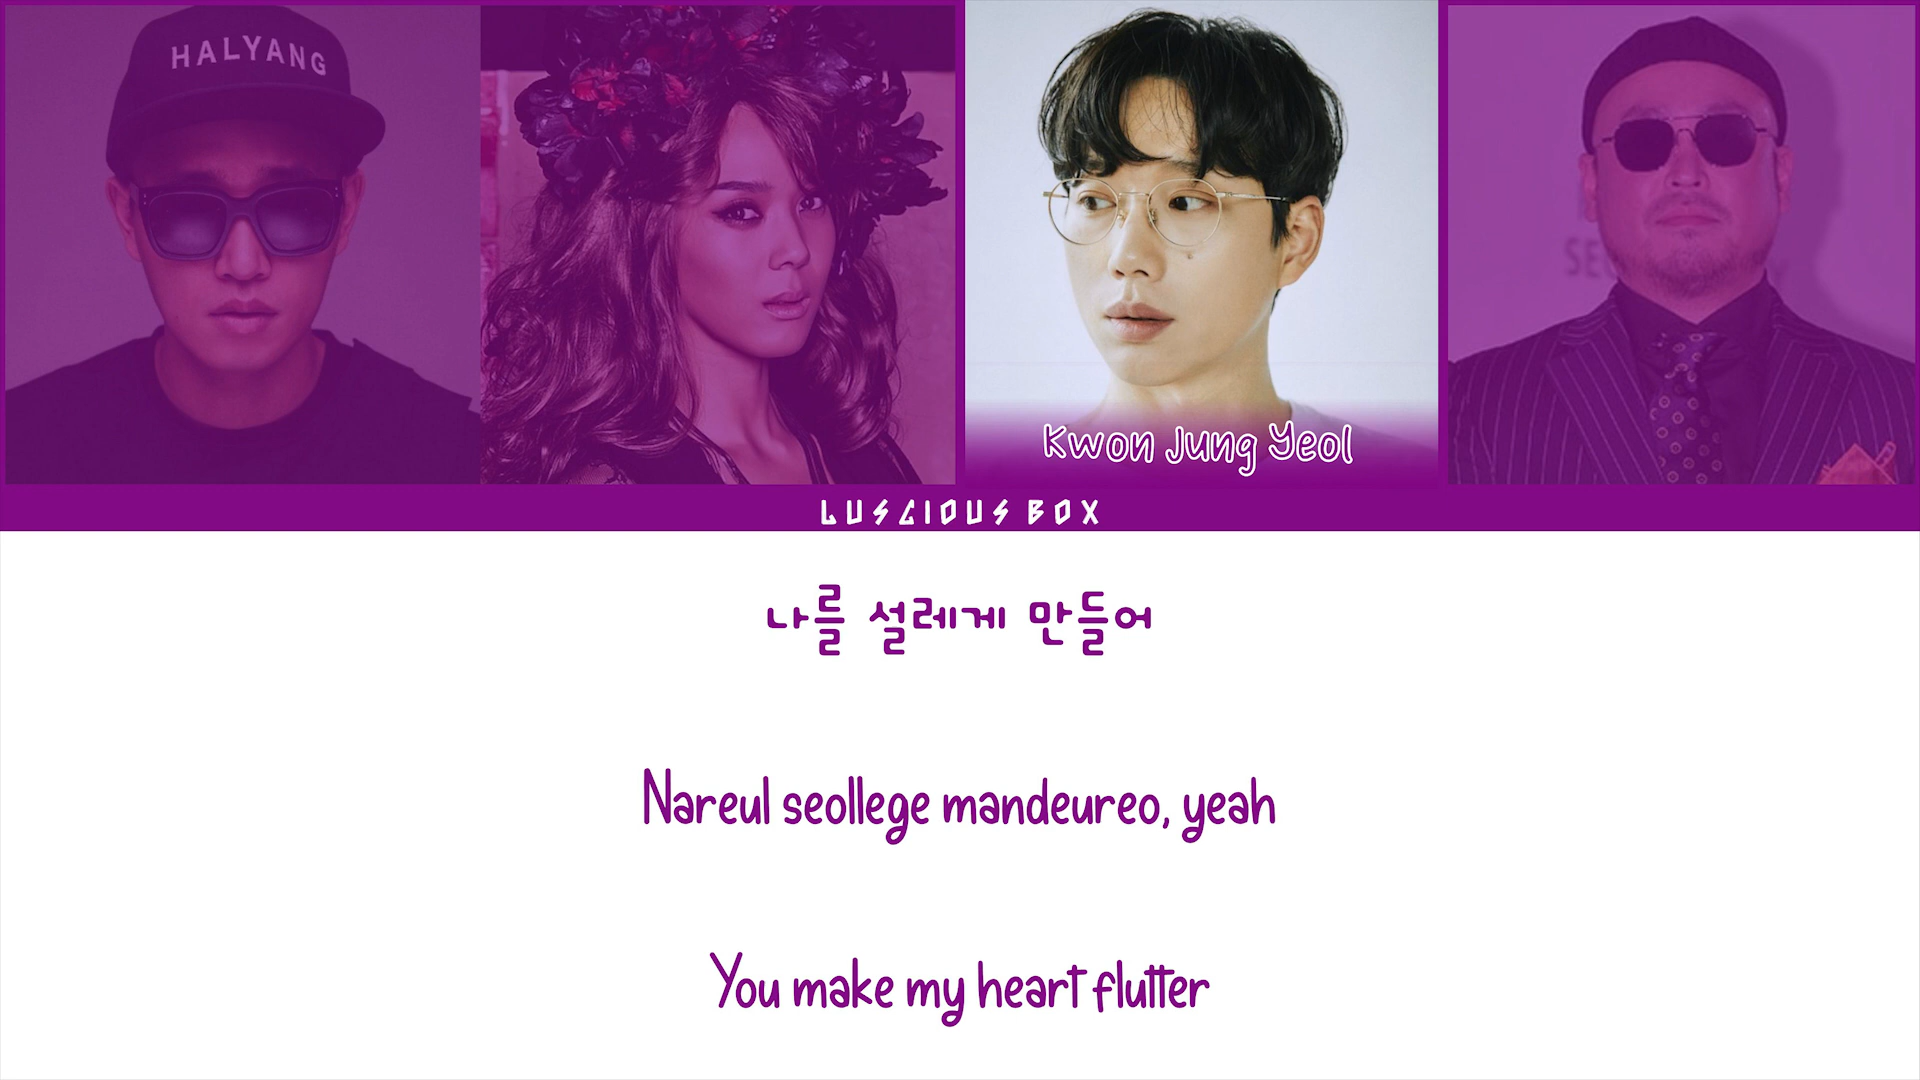 HALYANG
Kwon Jung Yeol
LUSCIOUS BOX
나를 설레게 만들어
Nareul seollege mandeureo, yeah
You make my heart flutter